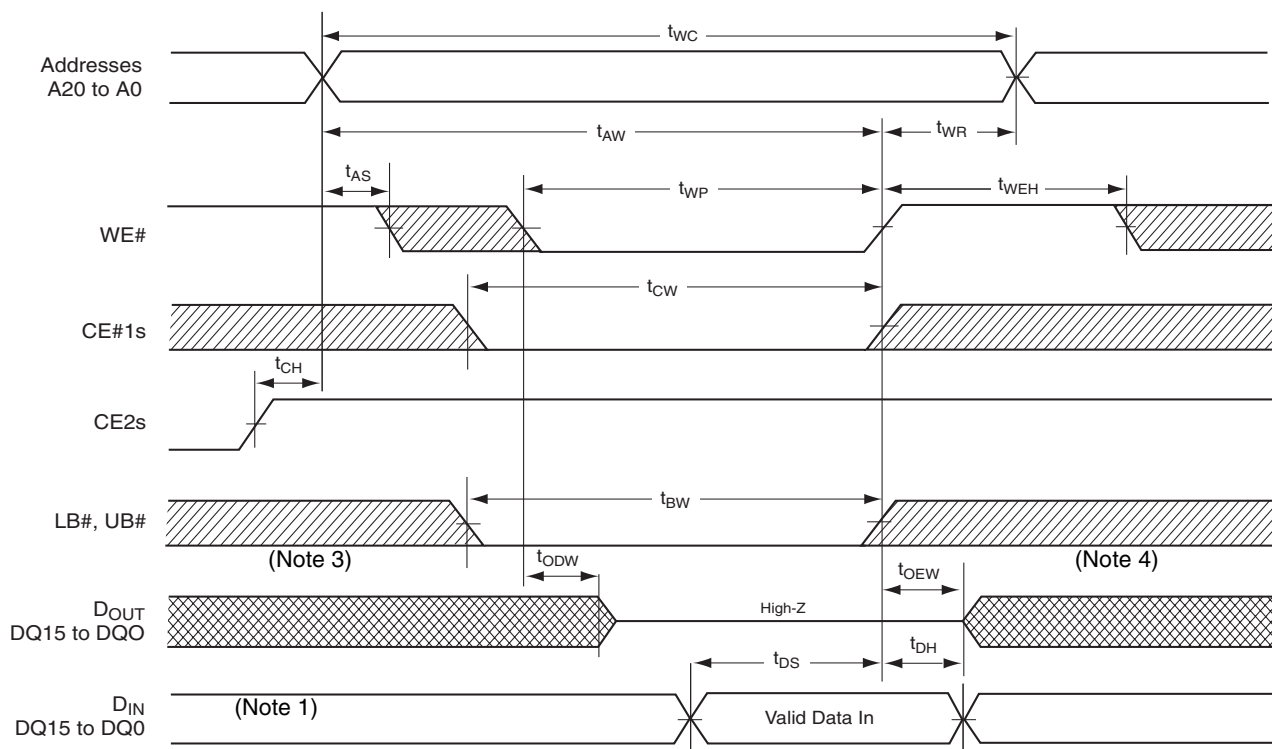 tWC
Addresses
A20 to A0
tAW
tWR
tAS
tWP
tWEH
WE#
tCW
CE#1s
tCH
CE2s
tBW
LB#, UB#
(Note 3)
(Note 4)
tODW
tOEW
DOUT
DQ15 to DQO
High-Z
tDS
tDH
DIN
DQ15 to DQ0
(Note 1)
Valid Data In